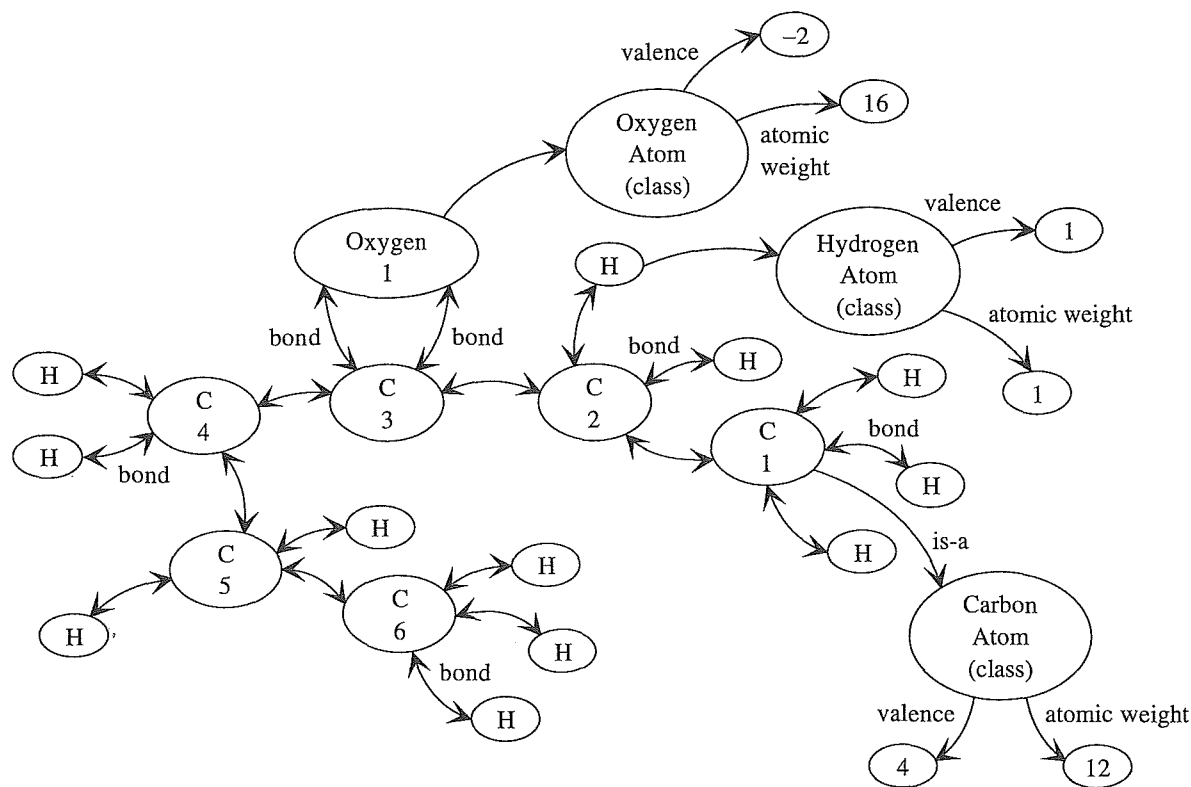 valence
–2
Oxygen
Atom
(class)
16
atomic
weight
Oxygen
1
valence
1
H
Hydrogen
Atom
(class)
atomic weight
1
bond
bond
bond
H
H
C
4
C
3
C
2
H
H
bond
C
1
bond
H
H
H
is-a
C
5
H
H
C
6
H
H
bond
H
Carbon
Atom
(class)
valence
atomic weight
4
12